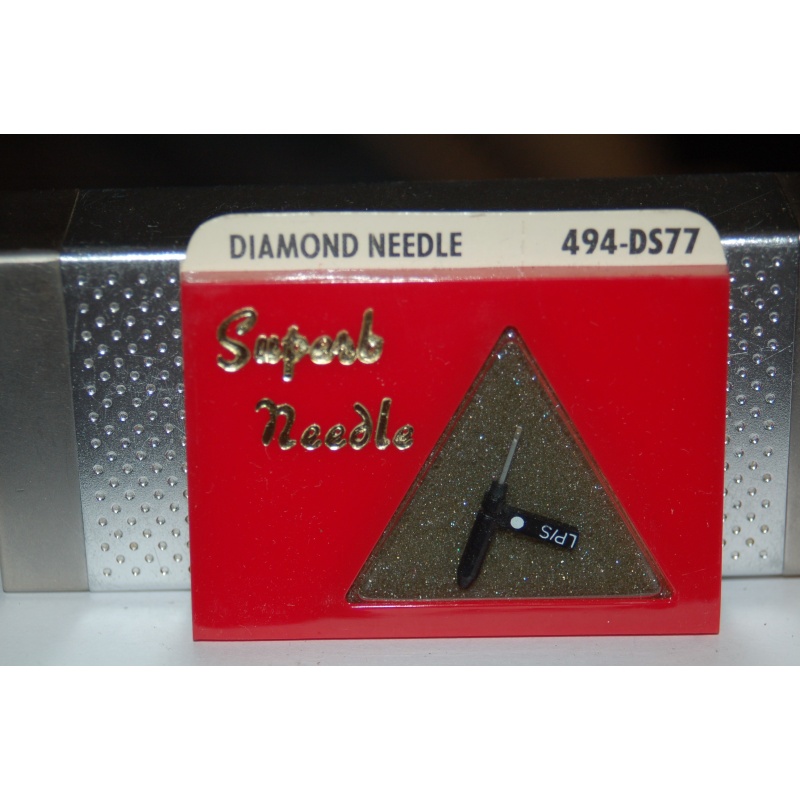 DIAMOND NEEDLE 494-DS77
Superb
Needle
LP/S